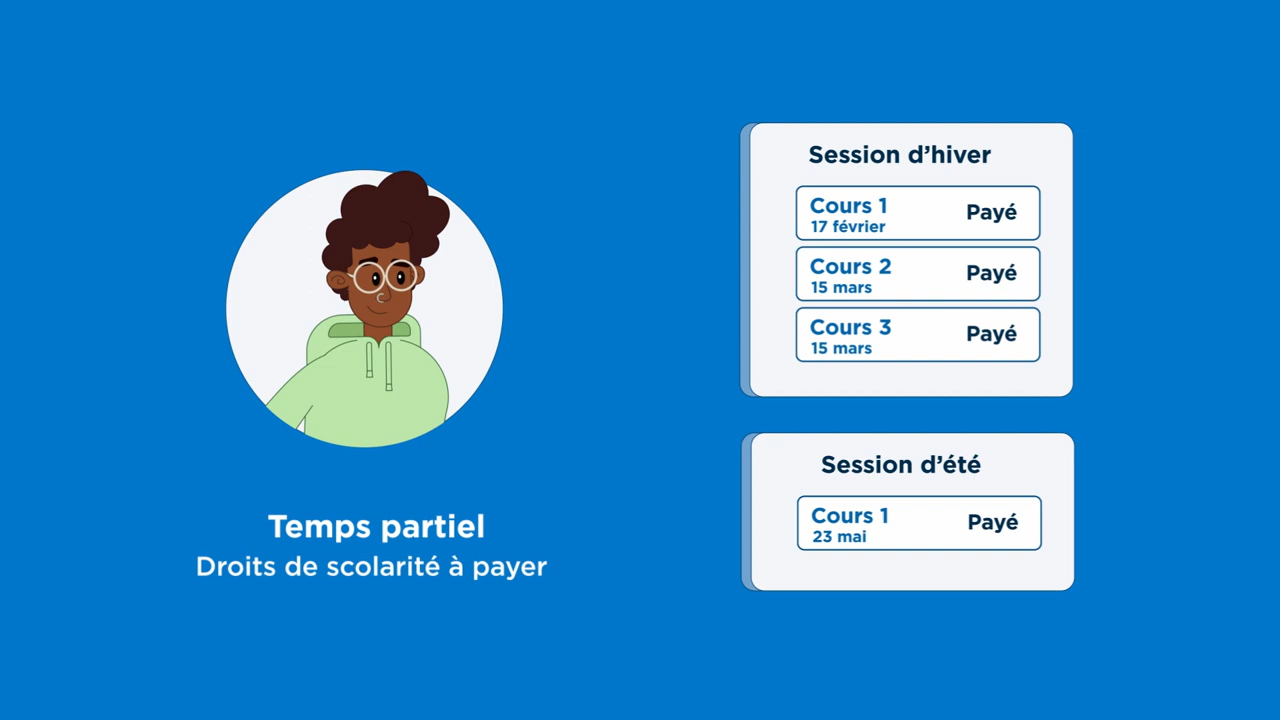 Temps partiel
Droits de scolarité à payer
Session d’hiver
Cours 1
17 février
Payé
Cours 2
15 mars
Payé
Cours 3
15 mars
Payé
Session d’été
Cours 1
23 mai
Payé